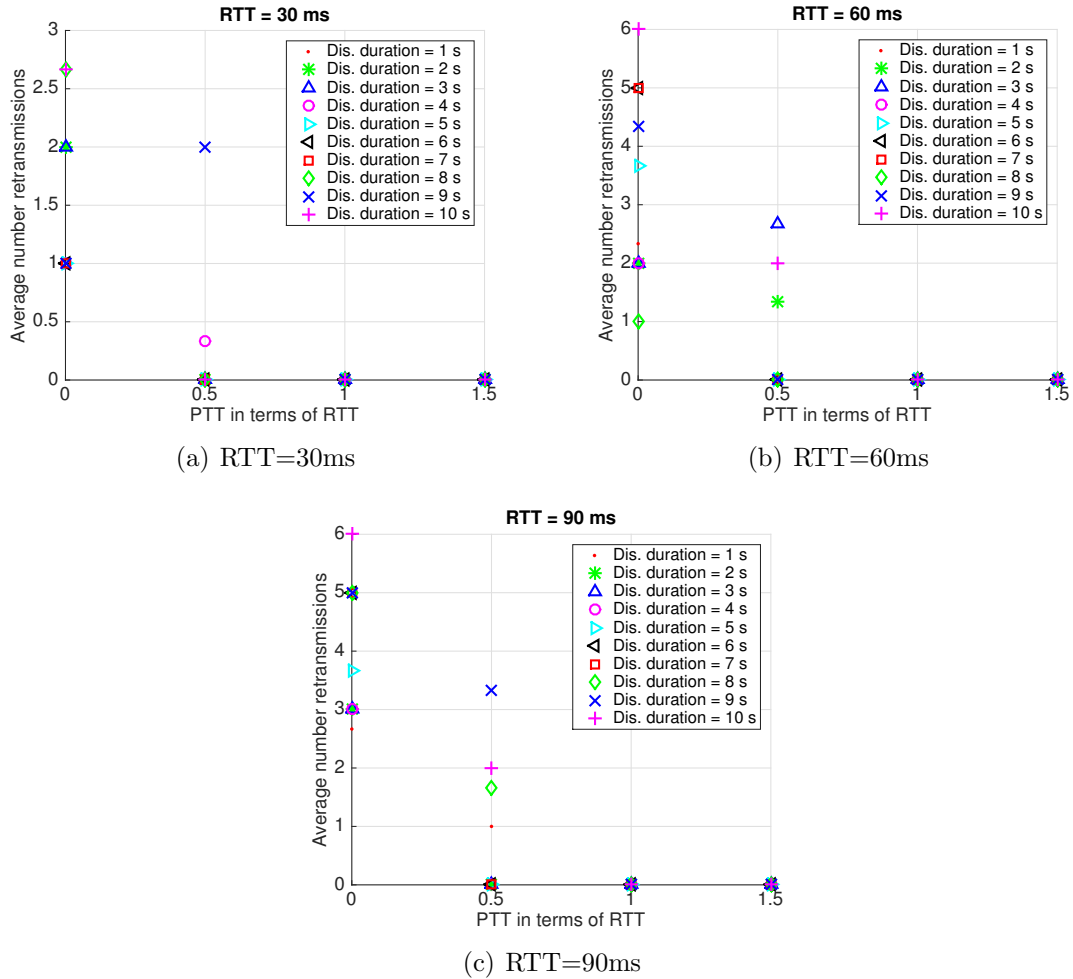 RTT = 30 ms
3
2.5
2
1.5
1
0.5
0
0
0.5
1
1.5
Average number retransmissions
PTT in terms of RTT
Dis. duration = 1 s
Dis. duration = 2 s
Dis. duration = 3 s
Dis. duration = 4 s
Dis. duration = 5 s
Dis. duration = 6 s
Dis. duration = 7 s
Dis. duration = 8 s
Dis. duration = 9 s
Dis. duration = 10 s
(a) RTT=30ms
RTT = 60 ms
6
5
4
3
2
1
0
0
0.5
1
1.5
Average number retransmissions
PTT in terms of RTT
Dis. duration = 1 s
Dis. duration = 2 s
Dis. duration = 3 s
Dis. duration = 4 s
Dis. duration = 5 s
Dis. duration = 6 s
Dis. duration = 7 s
Dis. duration = 8 s
Dis. duration = 9 s
Dis. duration = 10 s
(b) RTT=60ms
RTT = 90 ms
6
5
4
3
2
1
0
0
0.5
1
1.5
Average number retransmissions
PTT in terms of RTT
Dis. duration = 1 s
Dis. duration = 2 s
Dis. duration = 3 s
Dis. duration = 4 s
Dis. duration = 5 s
Dis. duration = 6 s
Dis. duration = 7 s
Dis. duration = 8 s
Dis. duration = 9 s
Dis. duration = 10 s
(c) RTT=90ms